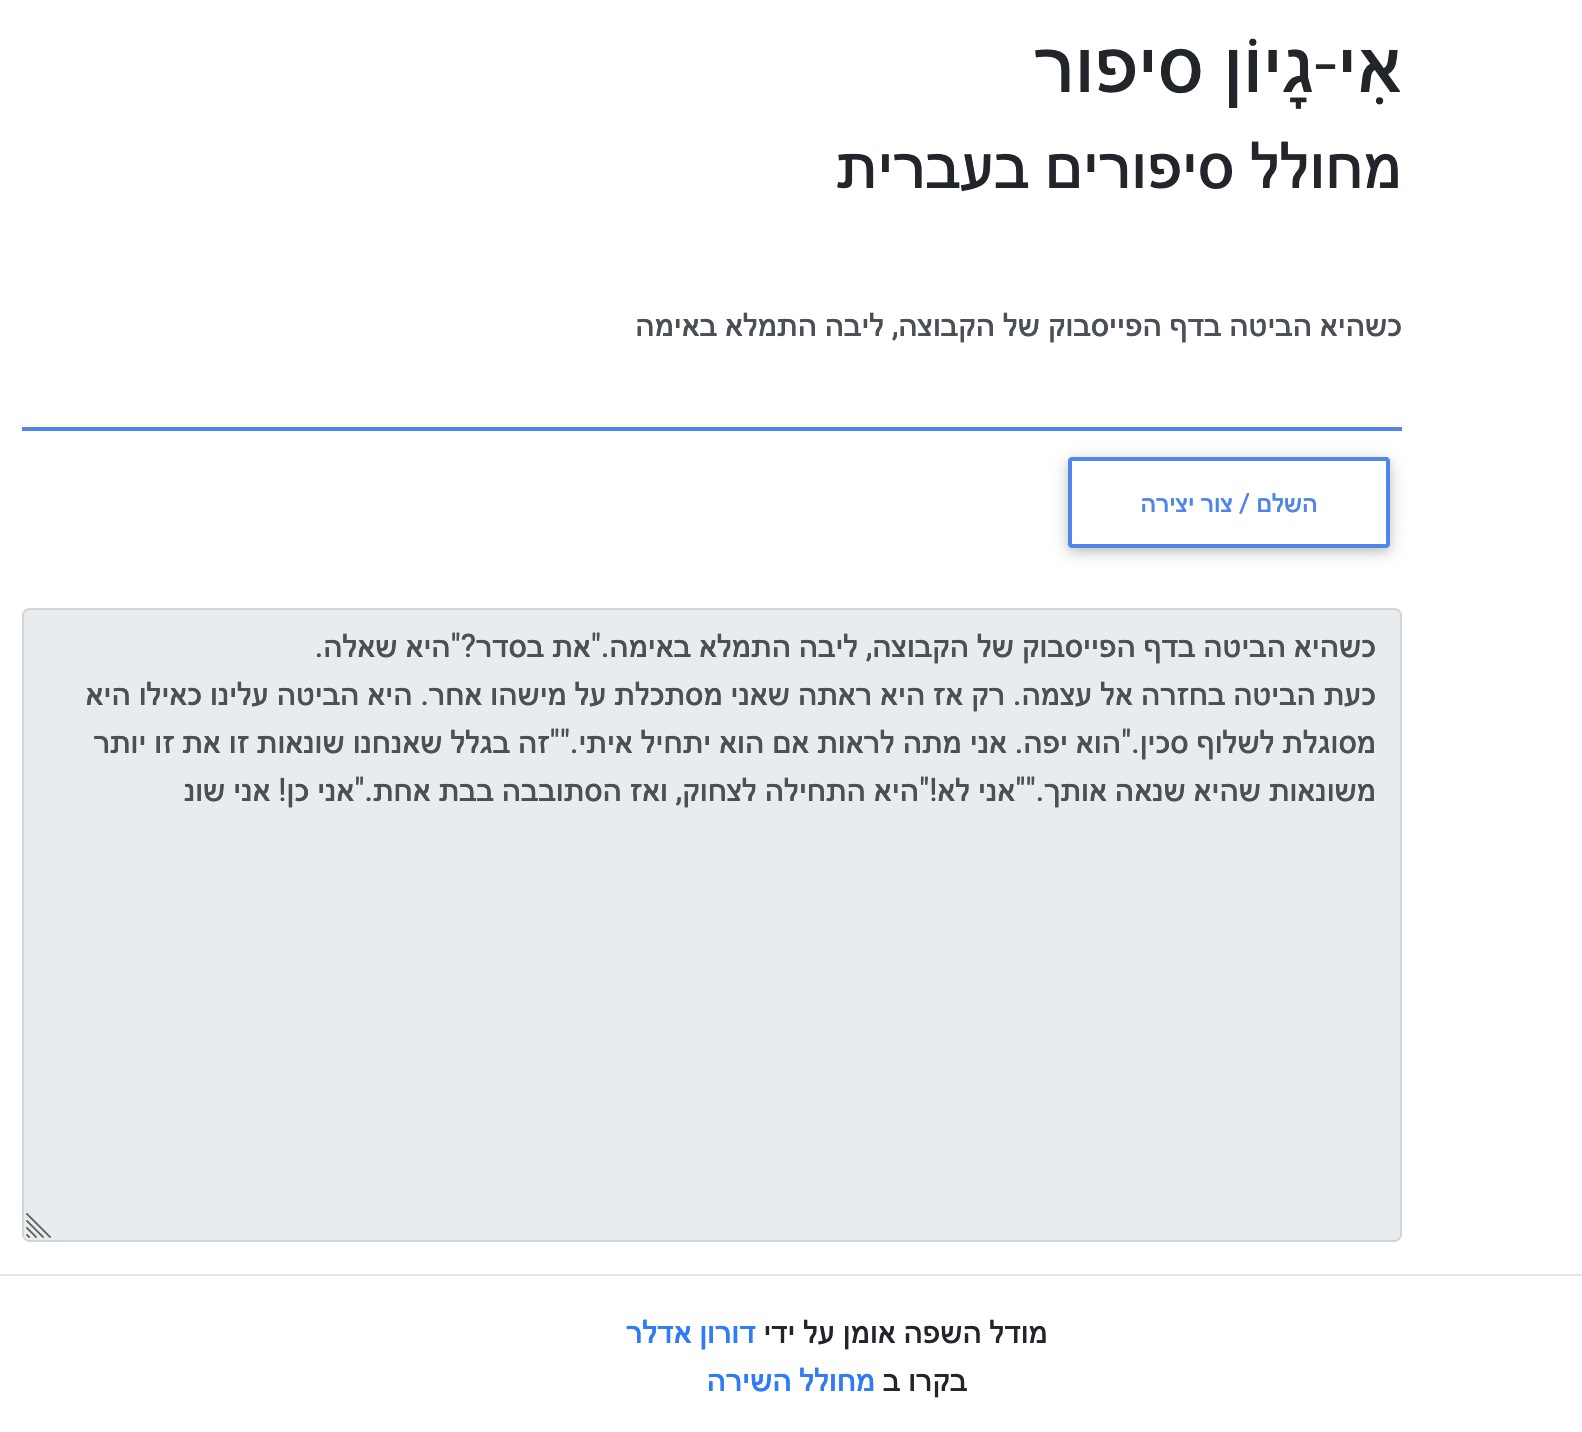 אִי-גָיוֹן סיפור
מחולל סיפורים בעברית
כשהיא הביטה בדף הפייסבוק של הקבוצה, ליבה התמלא באימה
השלם / צור יצירה
כשהיא הביטה בדף הפייסבוק של הקבוצה, ליבה התמלא באימה."את בסדר?"היא שאלה.
כעת הביטה בחזרה אל עצמה. רק אז היא ראתה שאני מסתכלת על מישהו אחר. היא הביטה עלינו כאילו היא
מסוגלת לשלוף סכין."הוא יפה. אני מתה לראות אם הוא יתחיל איתי.""זה בגלל שאנחנו שונאות זו את זו יותר
משונאות שהיא שנאה אותך.""אני לא!"היא התחילה לצחוק, ואז הסתובבה בבת אחת."אני כן! אני שונ
מודל השפה אומן על ידי דורון אדלר
בקרו ב מחולל השירה